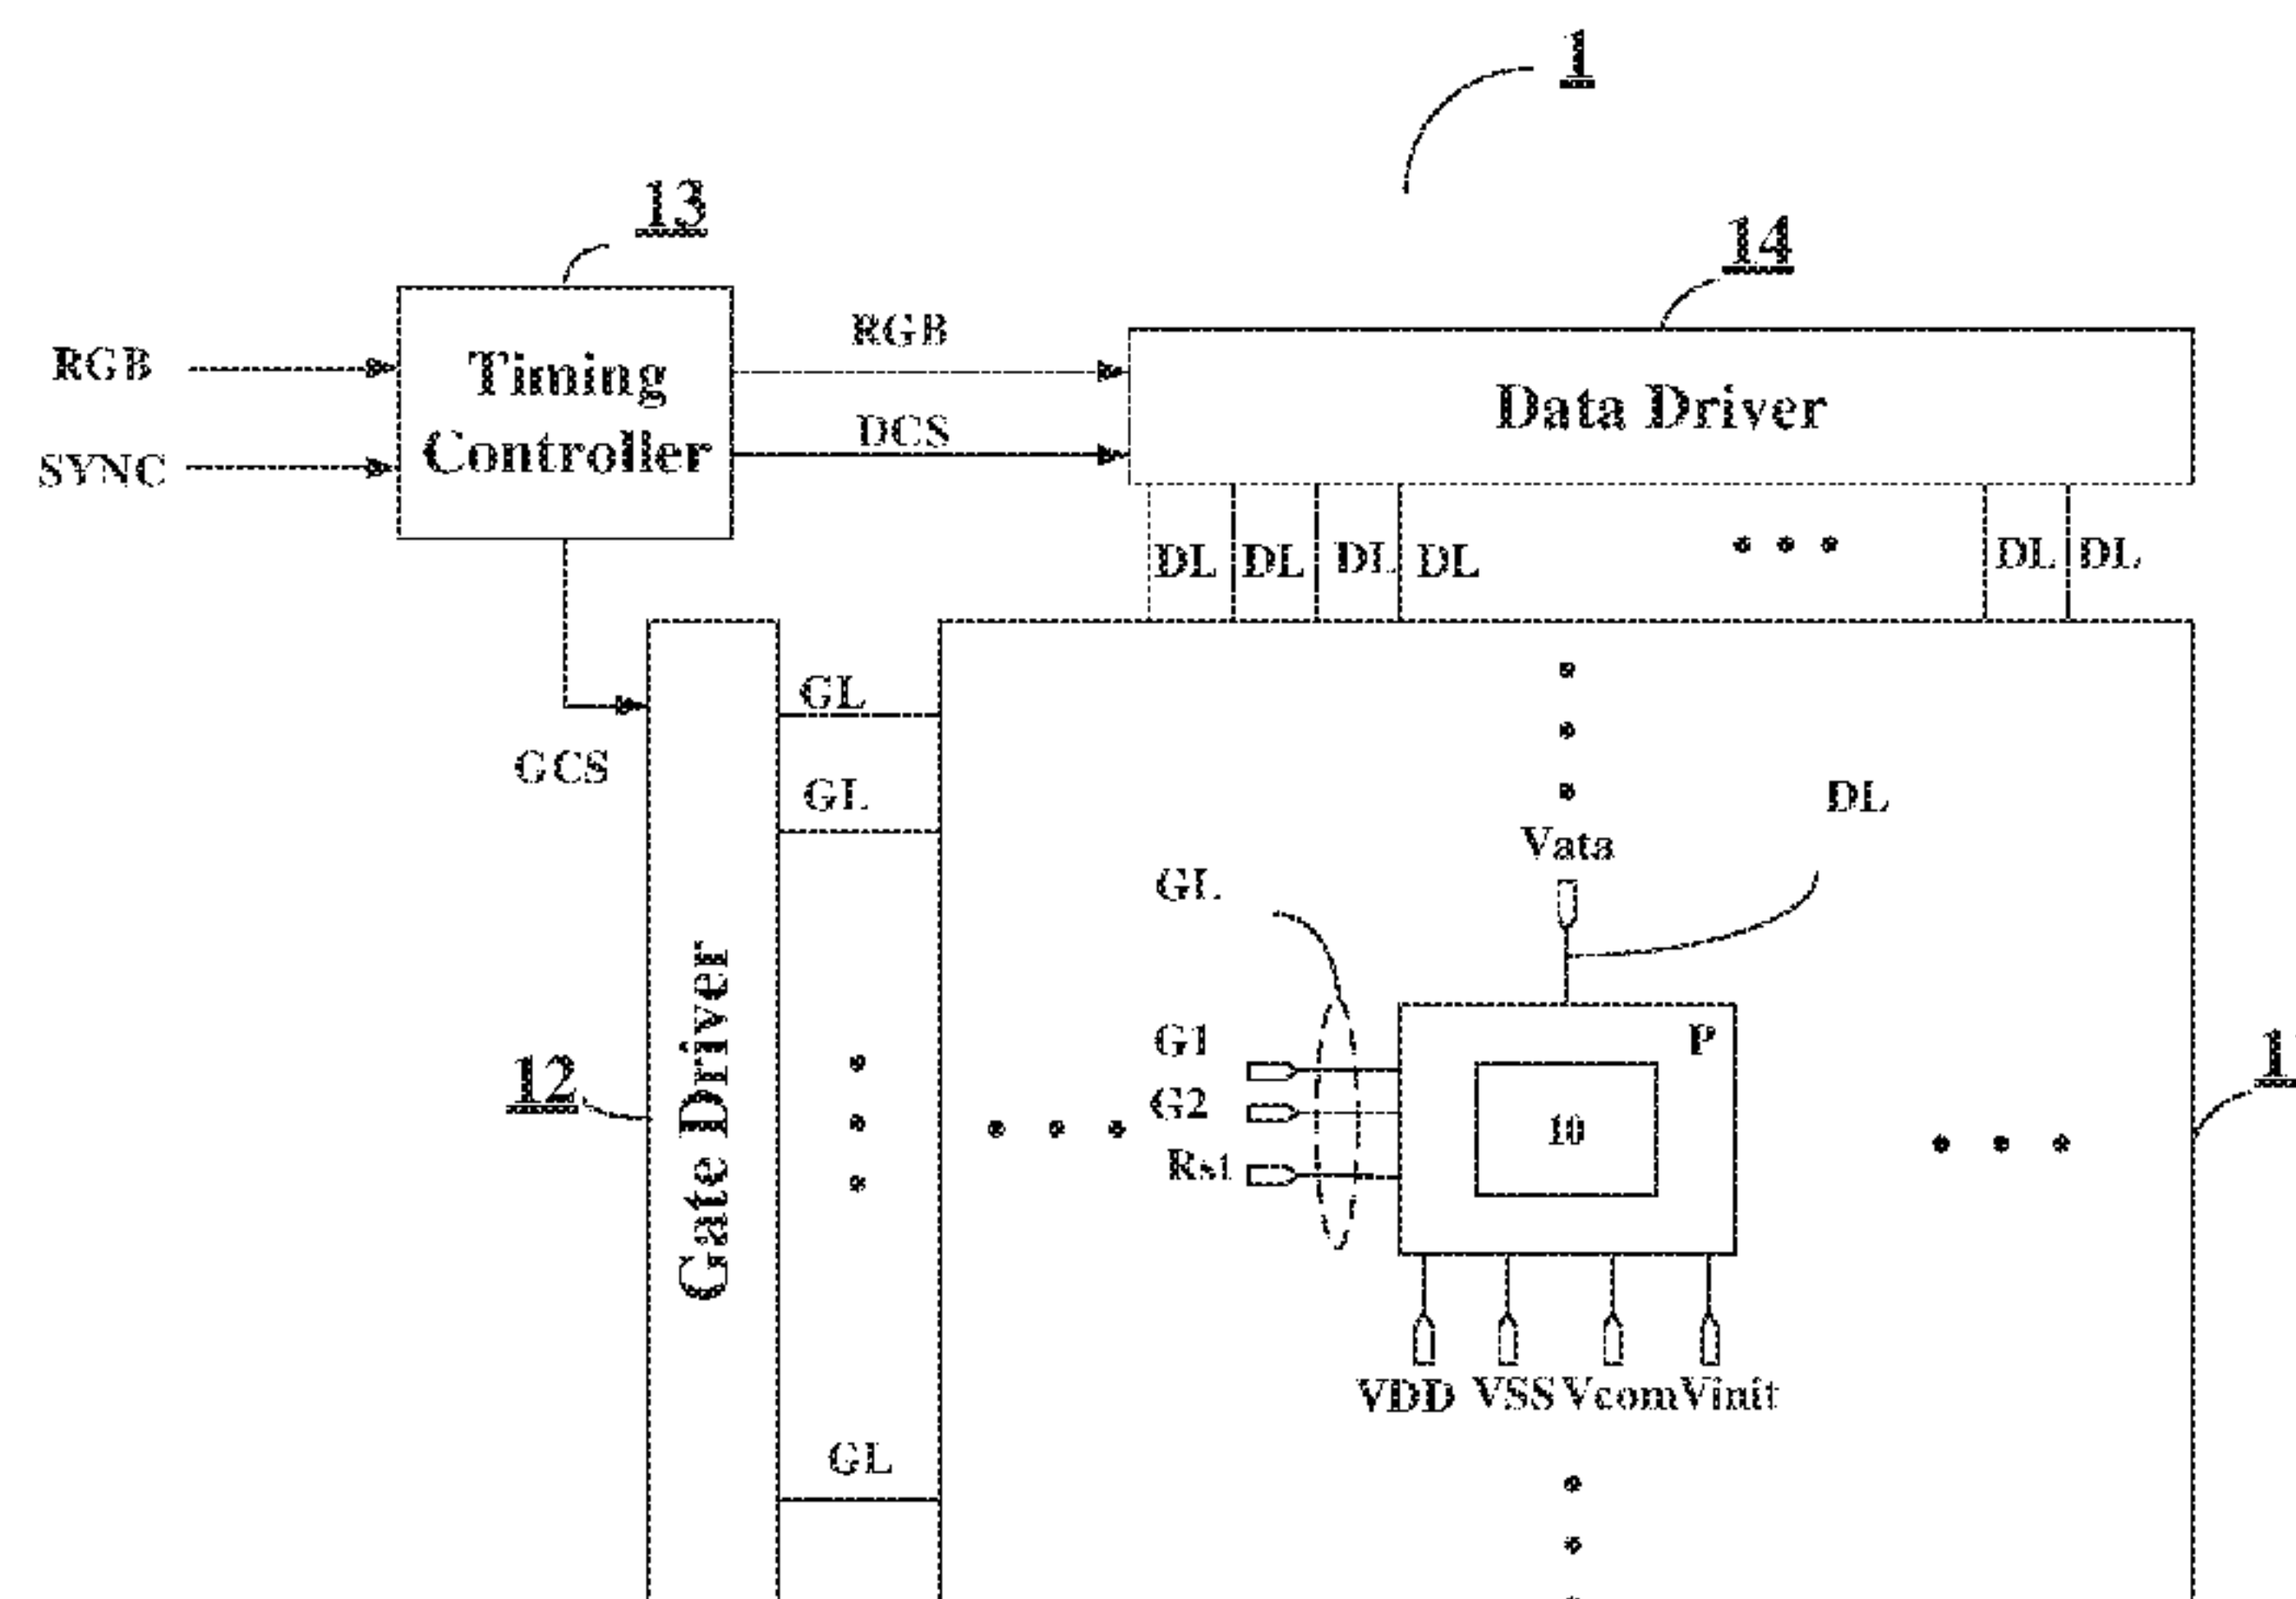 1
13
14
RGB
SYNC
Timing
Controller
RGB
DCS
Data Driver
DL DL DL DL DL DL
GCS
GL
GL
Gate Driver
12
GL
DL
Vata
GL
G1
G2
Rst
P
10
VDD VSS Vcom Vinit